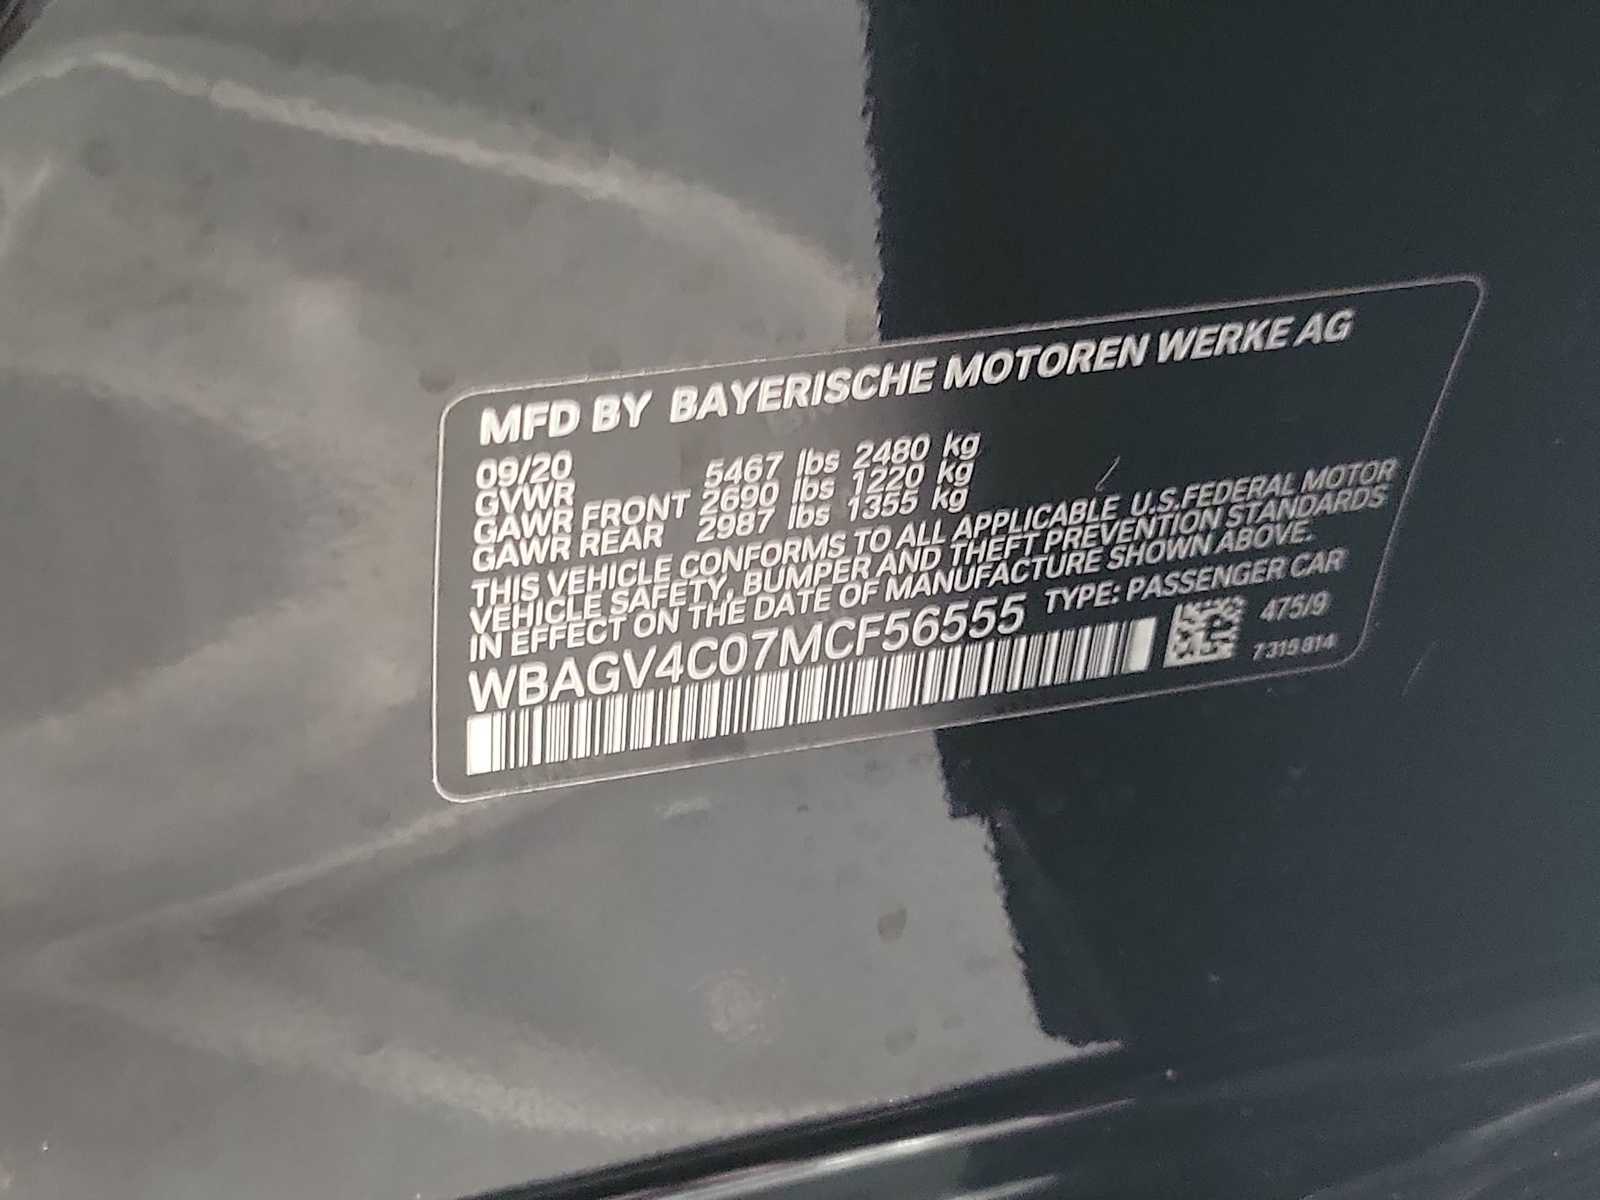 MFD BY BAYERISCHE MOTOREN WERKE AG
09/20
GVWR 5467 lbs 2480 kg
GAWR FRONT 2690 lbs 1220 kg
GAWR REAR 2987 lbs 1355 kg
THIS VEHICLE CONFORMS TO ALL APPLICABLE U.S.FEDERAL MOTOR
VEHICLE SAFETY, BUMPER AND THEFT PREVENTION STANDARDS
IN EFFECT ON THE DATE OF MANUFACTURE SHOWN ABOVE.
WBAGV4C07MCF56555 TYPE: PASSENGER CAR
475/9
7 315 814